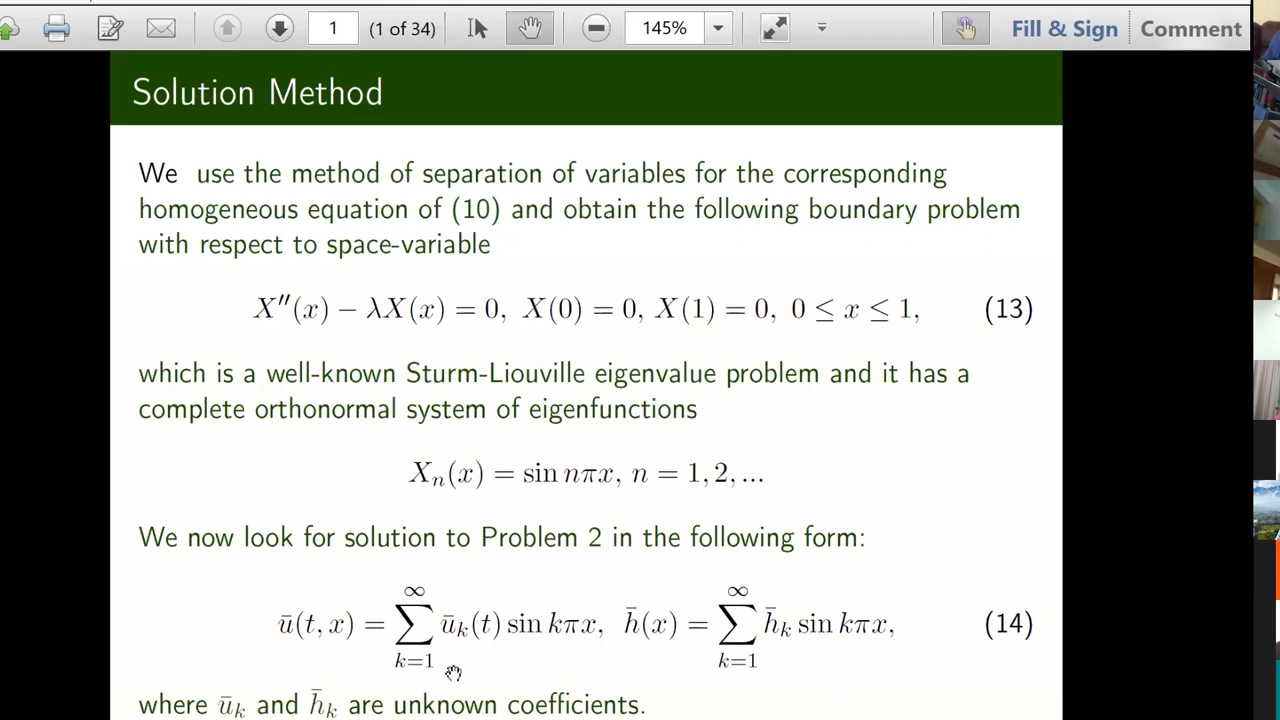 1 (1 of 34) 145% Fill & Sign Comment
Solution Method
We use the method of separation of variables for the corresponding
homogeneous equation of (10) and obtain the following boundary problem
with respect to space-variable
X″(x) − λX(x) = 0, X(0) = 0, X(1) = 0, 0 ≤ x ≤ 1, (13)
which is a well-known Sturm-Liouville eigenvalue problem and it has a
complete orthonormal system of eigenfunctions
Xₙ(x) = sin nπx, n = 1, 2, ...
We now look for solution to Problem 2 in the following form:
ū(t, x) = ∑_{k=1}^{∞} ū_k(t) sin kπx, h̄(x) = ∑_{k=1}^{∞} h̄_k sin kπx, (14)
where ū_k and h̄_k are unknown coefficients.